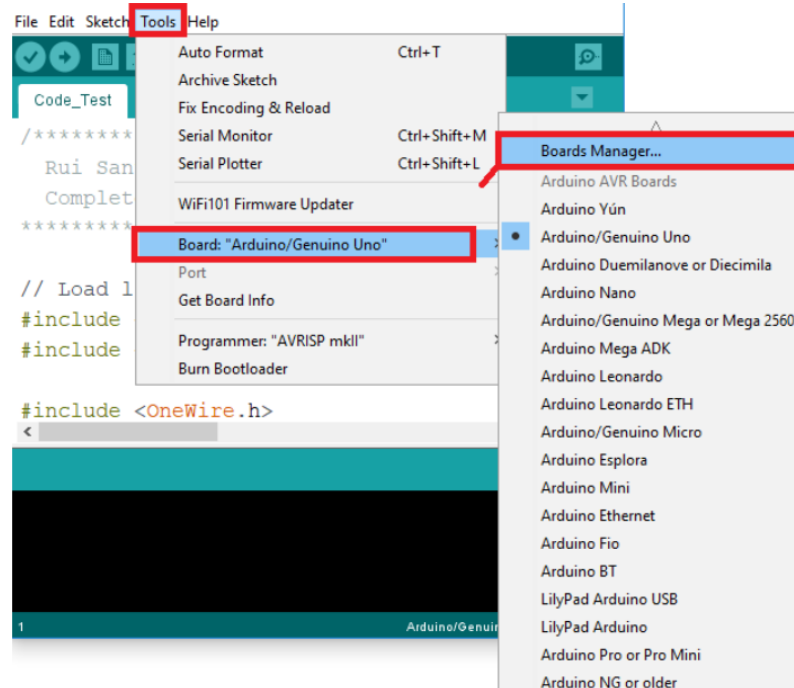 File Edit Sketch Tools Help
Auto Format Ctrl+T
Archive Sketch
Fix Encoding & Reload
Serial Monitor Ctrl+Shift+M
Serial Plotter Ctrl+Shift+L
WiFi101 Firmware Updater
Board: "Arduino/Genuino Uno"
Port
Get Board Info
Programmer: "AVRISP mkII"
Burn Bootloader
Code_Test
/********
Rui San
Complet
*********
// Load l
#include
#include
#include <OneWire.h>
1 Arduino/Genuin
Boards Manager...
Arduino AVR Boards
Arduino Yún
Arduino/Genuino Uno
Arduino Duemilanove or Diecimila
Arduino Nano
Arduino/Genuino Mega or Mega 2560
Arduino Mega ADK
Arduino Leonardo
Arduino Leonardo ETH
Arduino/Genuino Micro
Arduino Esplora
Arduino Mini
Arduino Ethernet
Arduino Fio
Arduino BT
LilyPad Arduino USB
LilyPad Arduino
Arduino Pro or Pro Mini
Arduino NG or older